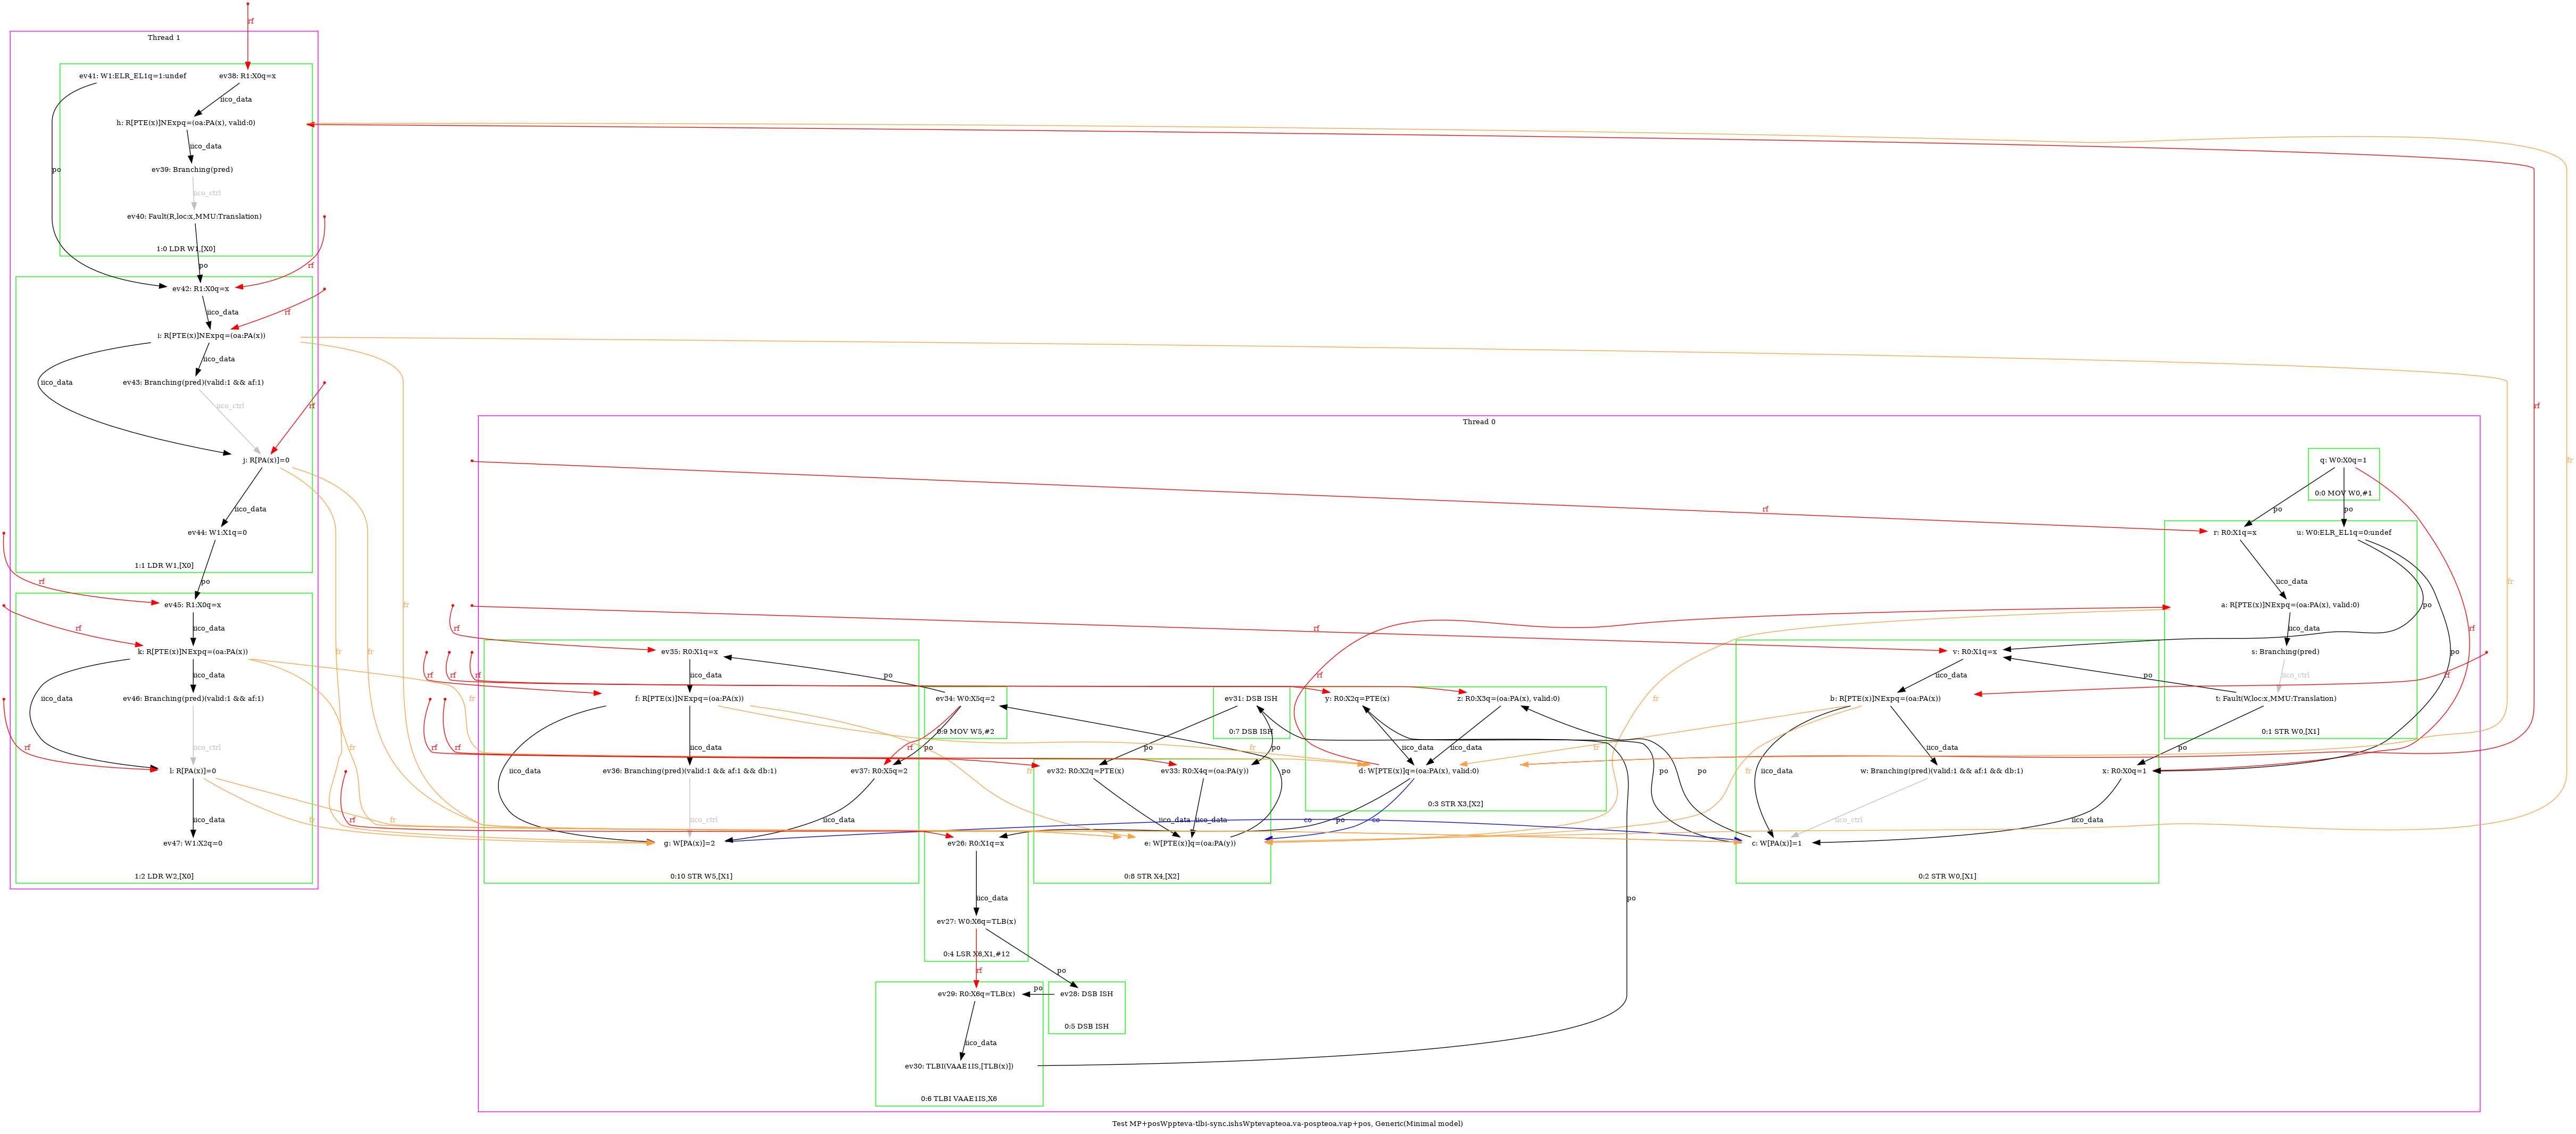 rf
Thread 1
ev41: W1:ELR_EL1q=1:undef
ev38: R1:X0q=x
iico_data
h: R[PTE(x)]NExpq=(oa:PA(x), valid:0)
iico_data
po
ev39: Branching(pred)
iico_ctrl
ev40: Fault(R,loc:x,MMU:Translation)
1:0 LDR W1,[X0]
po
rf
ev42: R1:X0q=x
iico_data
rf
i: R[PTE(x)]NExpq=(oa:PA(x))
iico_data
iico_data
ev43: Branching(pred)(valid:1 && af:1)
iico_ctrl
rf
rf
fr
Thread 0
j: R[PA(x)]=0
q: W0:X0q=1
0:0 MOV W0,#1
iico_data
rf
po
po
ev44: W1:X1q=0
r: R0:X1q=x
u: W0:ELR_EL1q=0:undef
1:1 LDR W1,[X0]
rf
po
iico_data
ev45: R1:X0q=x
fr
a: R[PTE(x)]NExpq=(oa:PA(x), valid:0)
po
rf
iico_data
rf
rf
iico_data
rf
k: R[PTE(x)]NExpq=(oa:PA(x))
fr
fr
ev35: R0:X1q=x
v: R0:X1q=x
s: Branching(pred)
po
iico_data
iico_data
rf
rf
rf
iico_data
po
rf
iico_data
po
iico_ctrl
rf
ev46: Branching(pred)(valid:1 && af:1)
f: R[PTE(x)]NExpq=(oa:PA(x))
ev34: W0:X5q=2
ev31: DSB ISH
y: R0:X2q=PTE(x)
z: R0:X3q=(oa:PA(x), valid:0)
b: R[PTE(x)]NExpq=(oa:PA(x))
t: Fault(W,loc:x,MMU:Translation)
0:9 MOV W5,#2
0:7 DSB ISH
0:1 STR W0,[X1]
rf
iico_ctrl
fr
rf
rf
iico_data
fr
rf
po
po
po
iico_data
iico_data
fr
iico_data
po
l: R[PA(x)]=0
iico_data
ev36: Branching(pred)(valid:1 && af:1 && db:1)
ev37: R0:X5q=2
fr
ev32: R0:X2q=PTE(x)
ev33: R0:X4q=(oa:PA(y))
po
d: W[PTE(x)]q=(oa:PA(x), valid:0)
po
po
fr
iico_data
w: Branching(pred)(valid:1 && af:1 && db:1)
x: R0:X0q=1
0:3 STR X3,[X2]
iico_data
fr
rf
fr
iico_ctrl
iico_data
co
iico_data
iico_data
po
co
iico_ctrl
iico_data
ev47: W1:X2q=0
g: W[PA(x)]=2
ev26: R0:X1q=x
e: W[PTE(x)]q=(oa:PA(y))
c: W[PA(x)]=1
1:2 LDR W2,[X0]
0:10 STR W5,[X1]
0:8 STR X4,[X2]
0:2 STR W0,[X1]
iico_data
po
ev27: W0:X6q=TLB(x)
0:4 LSR X6,X1,#12
rf
po
ev29: R0:X6q=TLB(x)
po
ev28: DSB ISH
0:5 DSB ISH
iico_data
ev30: TLBI(VAAE1IS,[TLB(x)])
0:6 TLBI VAAE1IS,X6
Test MP+posWppteva-tlbi-sync.ishsWptevapteoa.va-pospteoa.vap+pos, Generic(Minimal model)